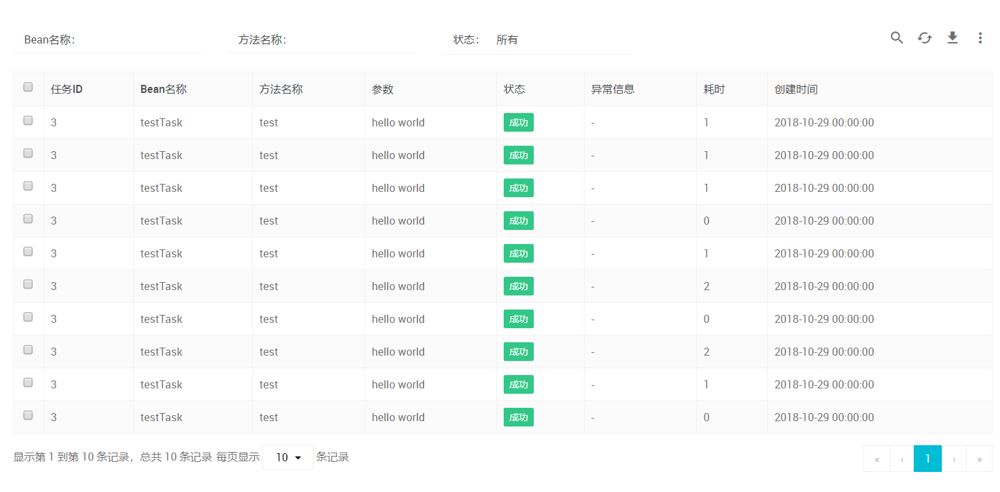 Bean名称： 方法名称： 状态： 所有
任务ID Bean名称 方法名称 参数 状态 异常信息 耗时 创建时间
3 testTask test hello world 成功 - 1 2018-10-29 00:00:00
3 testTask test hello world 成功 - 1 2018-10-29 00:00:00
3 testTask test hello world 成功 - 1 2018-10-29 00:00:00
3 testTask test hello world 成功 - 0 2018-10-29 00:00:00
3 testTask test hello world 成功 - 1 2018-10-29 00:00:00
3 testTask test hello world 成功 - 2 2018-10-29 00:00:00
3 testTask test hello world 成功 - 0 2018-10-29 00:00:00
3 testTask test hello world 成功 - 2 2018-10-29 00:00:00
3 testTask test hello world 成功 - 1 2018-10-29 00:00:00
3 testTask test hello world 成功 - 0 2018-10-29 00:00:00
显示第 1 到第 10 条记录，总共 10 条记录 每页显示 10 条记录 « ‹ 1 › »